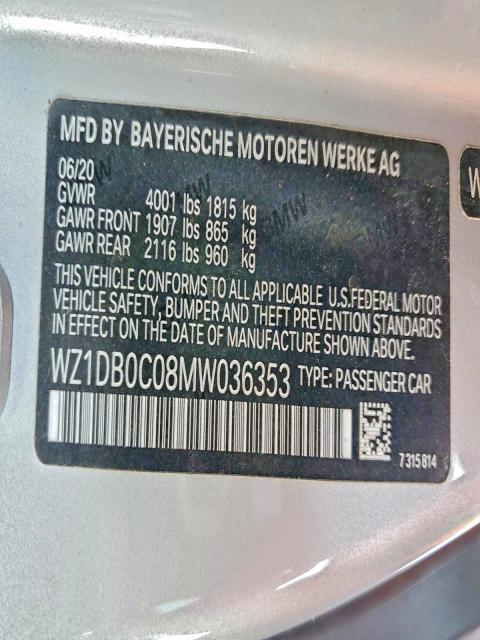 MFD BY BAYERISCHE MOTOREN WERKE AG
06/20
GVWR 4001 lbs 1815 kg
GAWR FRONT 1907 lbs 865 kg
GAWR REAR 2116 lbs 960 kg
THIS VEHICLE CONFORMS TO ALL APPLICABLE U.S.FEDERAL MOTOR
VEHICLE SAFETY, BUMPER AND THEFT PREVENTION STANDARDS
IN EFFECT ON THE DATE OF MANUFACTURE SHOWN ABOVE.
WZ1DB0C08MW036353 TYPE: PASSENGER CAR
7315814
W